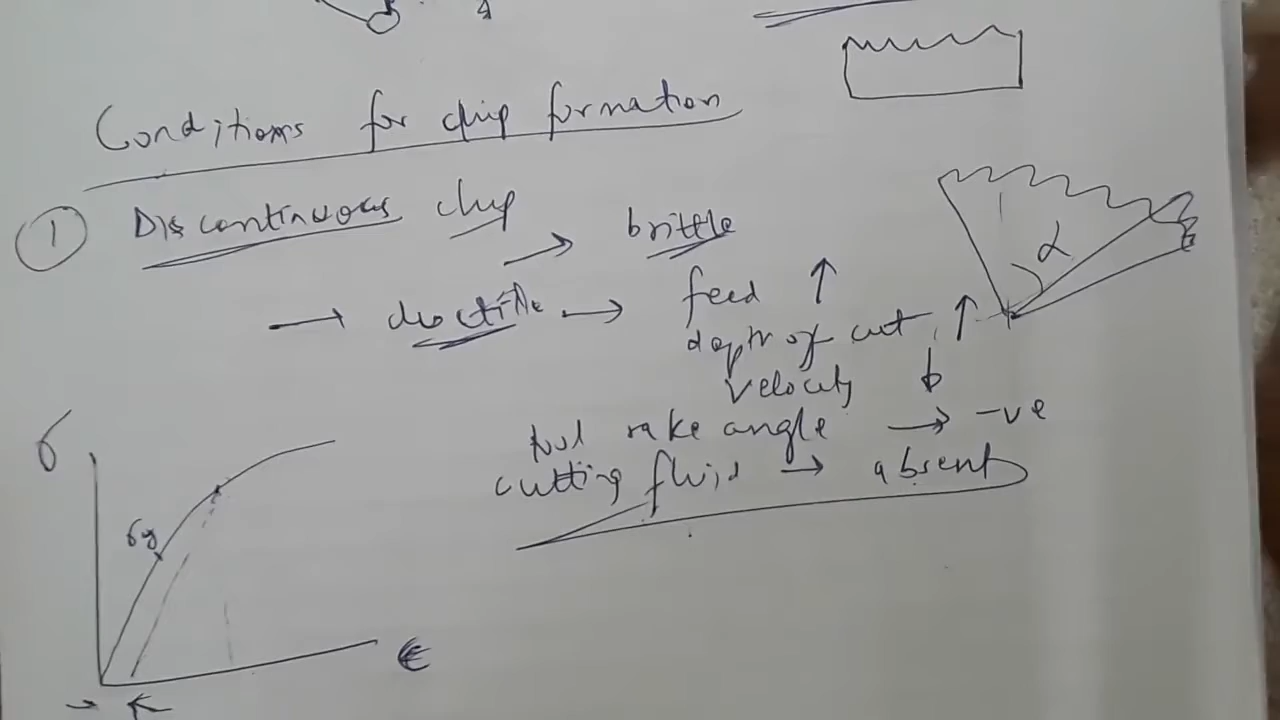 Conditions for chip formation
① Discontinuous chip
→ brittle
→ ductile → feed ↑
depth of cut ↑
velocity ↓
tool rake angle → -ve
cutting fluid → absent
α
σ
σy
ε